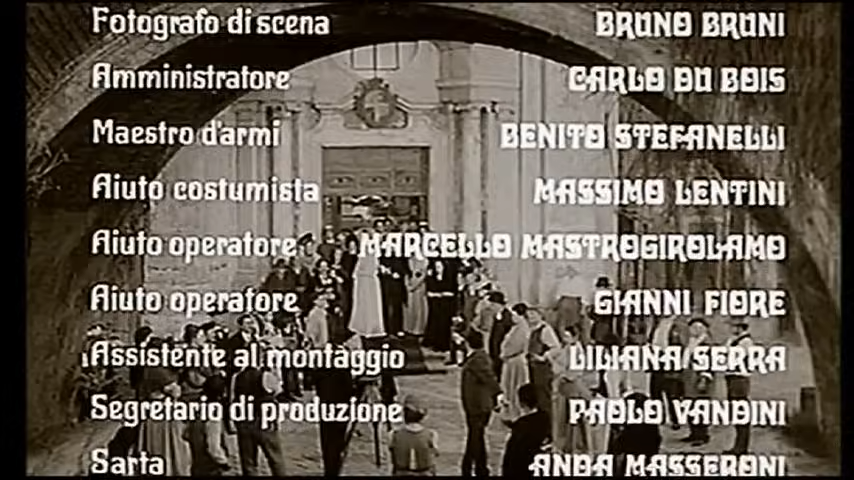 Fotografo di scena BRUNO BRUNI
Amministratore CARLO DU BOIS
Maestro d'armi BENITO STEFANELLI
Aiuto costumista MASSIMO LENTINI
Aiuto operatore MARCELLO MASTROGIROLAMO
Aiuto operatore GIANNI FIORE
Assistente al montaggio LILIANA SERRA
Segretario di produzione PAOLO VANDINI
Sarta ANDA MASSERONI